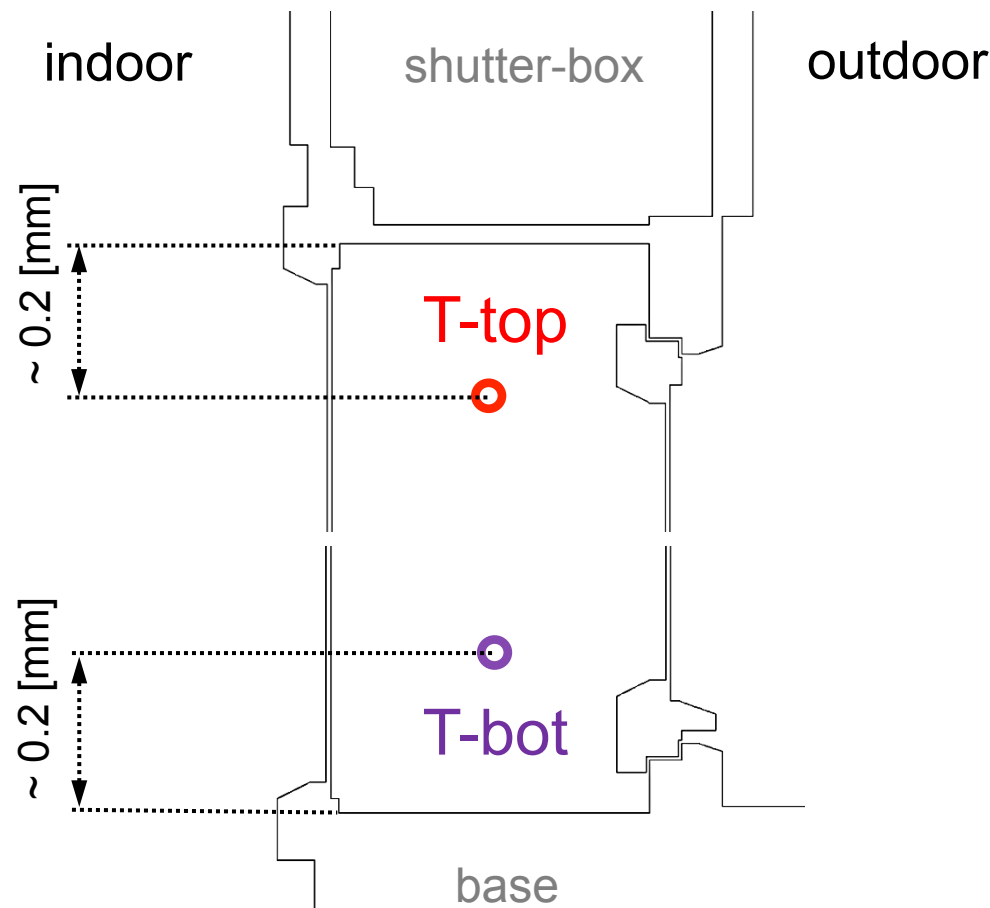 indoor
shutter-box
outdoor
~ 0.2 [mm]
T-top
~ 0.2 [mm]
T-bot
base